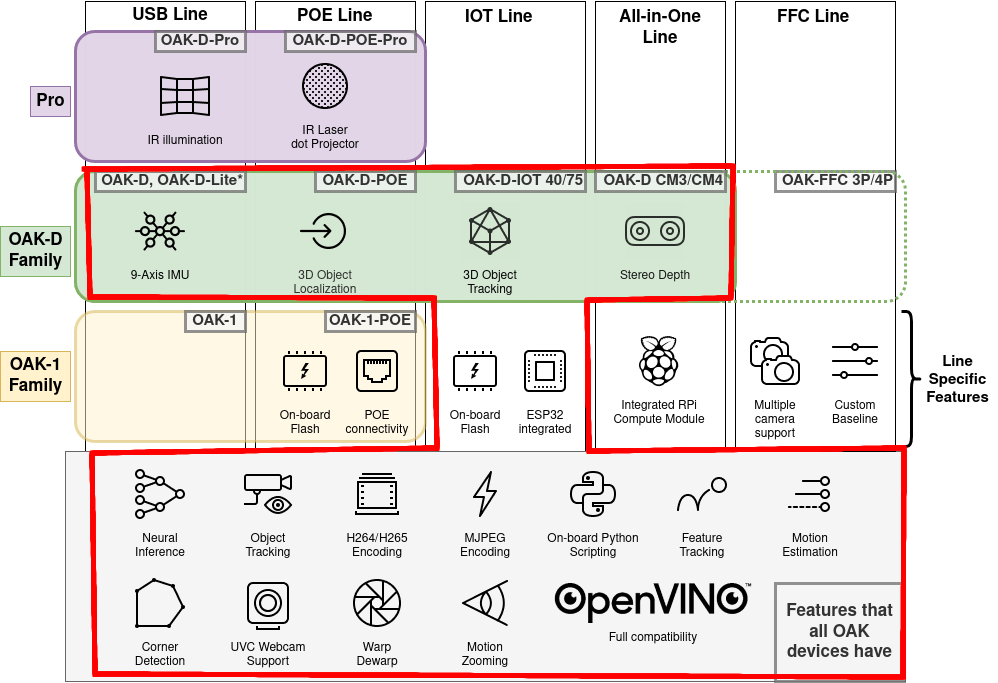 USB Line
POE Line
IOT Line
All-in-One
Line
FFC Line
OAK-D-Pro
OAK-D-POE-Pro
Pro
IR illumination
IR Laser
dot Projector
OAK-D, OAK-D-Lite*
OAK-D-POE
OAK-D-IOT 40/75
OAK-D CM3/CM4
OAK-FFC 3P/4P
OAK-D
Family
9-Axis IMU
3D Object
Localization
3D Object
Tracking
Stereo Depth
OAK-1
OAK-1-POE
OAK-1
Family
On-board
Flash
POE
connectivity
On-board
Flash
ESP32
integrated
Integrated RPi
Compute Module
Multiple
camera
support
Custom
Baseline
Line
Specific
Features
Neural
Inference
Object
Tracking
H264/H265
Encoding
MJPEG
Encoding
On-board Python
Scripting
Feature
Tracking
Motion
Estimation
Corner
Detection
UVC Webcam
Support
Warp
Dewarp
Motion
Zooming
OpenVINO™
Full compatibility
Features that
all OAK
devices have